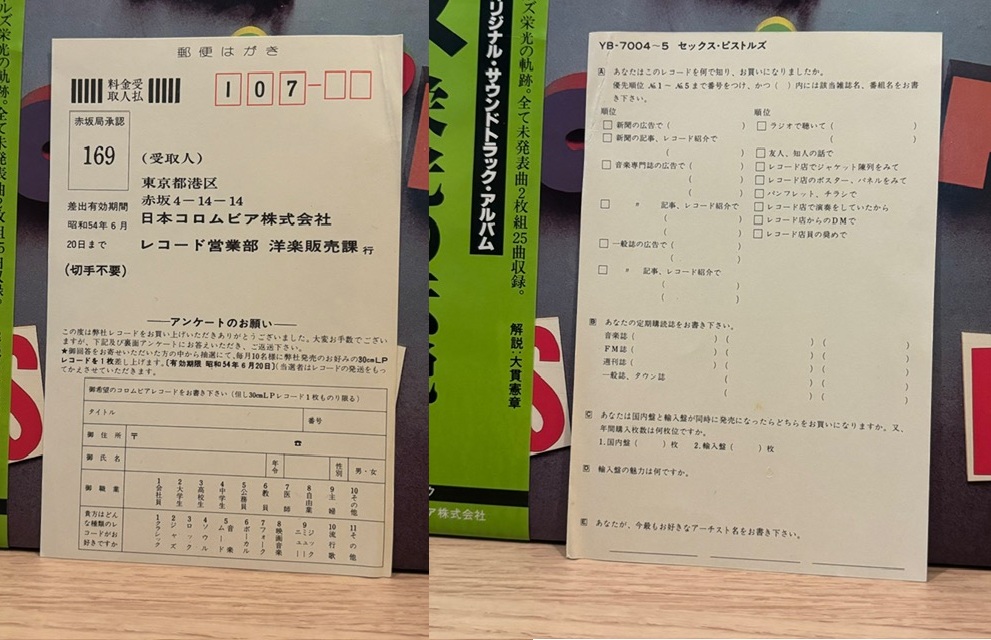 郵便はがき
料金受
取人払
107-
赤坂局承認
169
差出有効期間
昭和54年6月
20日まで
(切手不要)
(受取人)
東京都港区
赤坂4-14-14
日本コロムビア株式会社
レコード営業部 洋楽販売課 行
アンケートのお願い
この度は弊社レコードをお買い上げいただきありがとうございました。大変お手数でござい
ますが、下記及び裏面アンケートにお答えいただき、ご返送下さい。
★御回答をお寄せいただいた方の中から抽選にて、毎月10名様に弊社発売のお好みの30cmLP
レコードを1枚差し上げます。(有効期限 昭和54年6月20日)(当選者はレコードの発送をもっ
てかえさせていただきます。
御希望のコロムビアレコードをお書き下さい(但し30cmLPレコード1枚もの限る)
タイトル
番号
御住所
〒
☎
御氏名
年令
性別
男・女
御職業
1会社員
2大学生
3高校生
4中学生
5公務員
6教員
7医師
8自由業
9主婦
10その他
貴方はどん
な種類のレ
コードがお
好きですか
1クラシック
2ジャズ
3ロック
4ソウル
5ムード音楽
6ボーカル
7フォーク
8映画音楽
9ニューミュージック
10流行歌
11その他
リジナル・サウンドトラック・アルバム
ズ栄光の軌跡。全て未発表曲2枚組25曲収録。
解説:大貫憲章
ア株式会社
YB-7004~5 セックス・ピストルズ
A あなたはこのレコードを何で知り、お買いになりましたか。
優先順位 №1~№5まで番号をつけ、かつ( )内には該当雑誌名、番組名をお書
き下さい。
順位
新聞の広告で( )
新聞の記事、レコード紹介で
( )
音楽専門誌の広告で( )
( )
( )
〃 記事、レコード紹介で
( )
( )
一般誌の広告で( )
〃 記事、レコード紹介で
( )
( )
順位
ラジオで聴いて( )
( )
友人、知人の話で
レコード店でジャケット陳列をみて
レコード店のポスター、パネルをみて
パンフレット、チラシで
レコード店で演奏をしていたから
レコード店からのDMで
レコード店員の奨めで
B あなたの定期購読誌をお書き下さい。
音楽誌( )( )( )
FM誌( )( )( )
週刊誌( )( )( )
一般誌、タウン誌
( )( )( )
C あなたは国内盤と輸入盤が同時に発売になったらどちらをお買いになりますか。又、
年間購入枚数は何枚位ですか。
1.国内盤( )枚 2.輸入盤( )枚
D 輸入盤の魅力は何ですか。
E あなたが、今最もお好きなアーチスト名をお書き下さい。